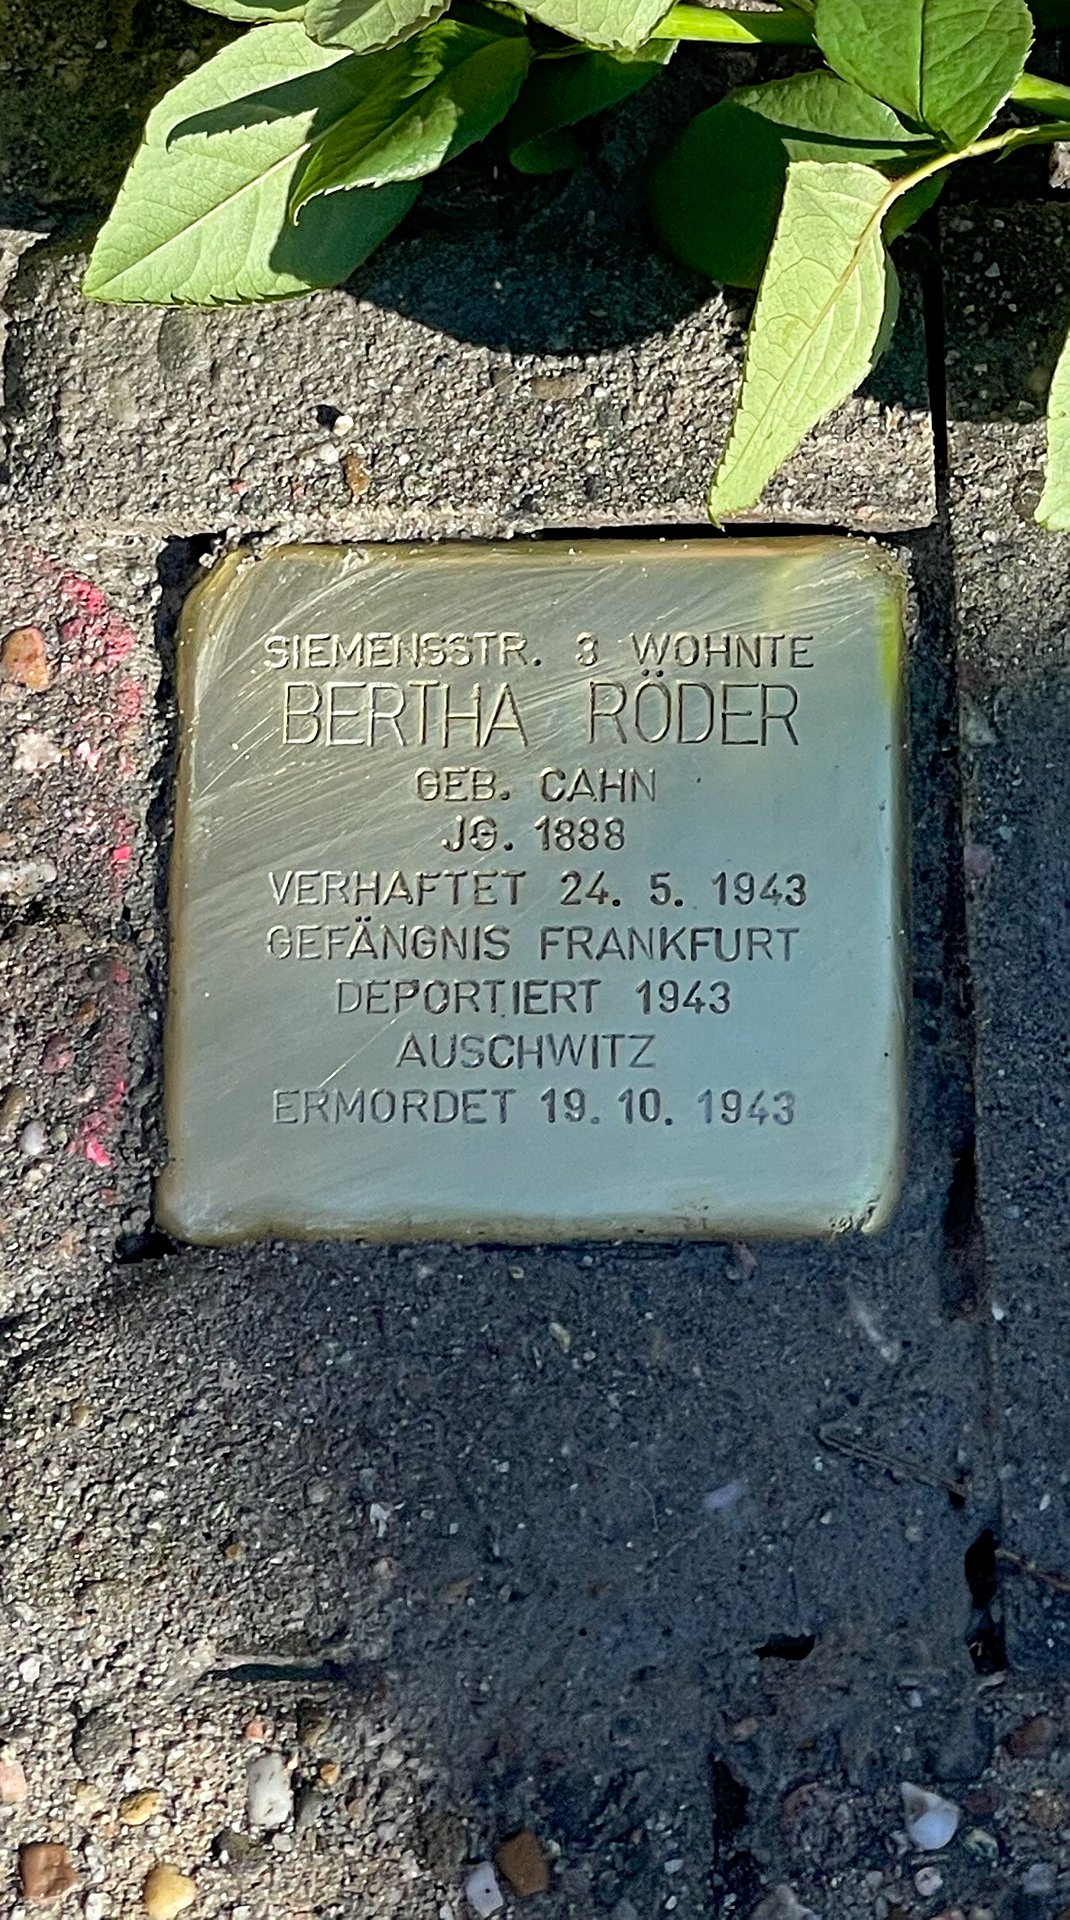 SIEMENSSTR. 3 WOHNTE
BERTHA RÖDER
GEB. CAHN
JG. 1888
VERHAFTET 24. 5. 1943
GEFÄNGNIS FRANKFURT
DEPORTIERT 1943
AUSCHWITZ
ERMORDET 19. 10. 1943